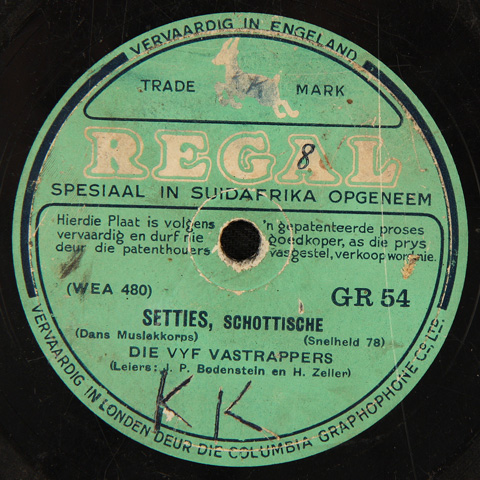 VERVAARDIG IN ENGELAND
TRADE MARK
REGAL
8
SPESIAAL IN SUIDAFRIKA OPGENEEM
Hierdie Plaat is volgens 'n gepatenteerde proses
vervaardig en durf nie goedkoper, as die prys
deur die patenthouers vasgestel, verkoop word nie.
(WEA 480) GR 54
SETTIES, SCHOTTISCHE
(Dans Musiekkorps) (Snelheid 78)
DIE VYF VASTRAPPERS
(Leiers: J. P. Bodenstein en H. Zeller)
KK
VERVAARDIG IN LONDEN DEUR DIE COLUMBIA GRAPHOPHONE CO., LTD.